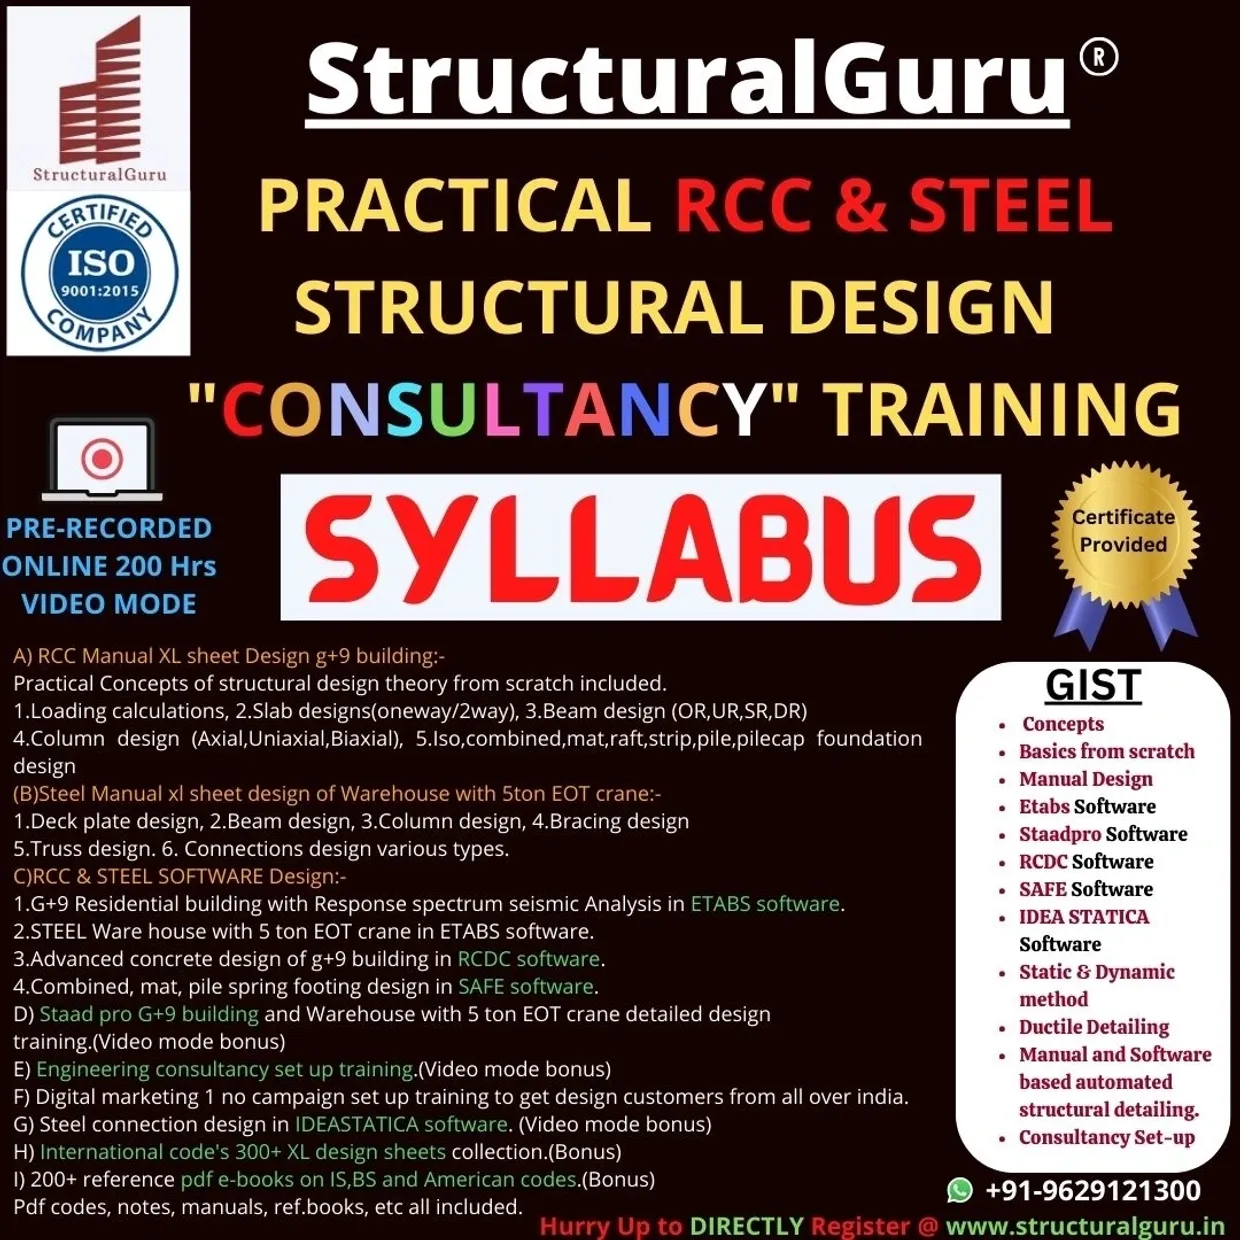 StructuralGuru®
StructuralGuru
CERTIFIED
ISO
9001:2015
COMPANY
PRACTICAL RCC & STEEL
STRUCTURAL DESIGN
"CONSULTANCY" TRAINING
PRE-RECORDED
ONLINE 200 Hrs
VIDEO MODE
SYLLABUS
Certificate
Provided
A) RCC Manual XL sheet Design g+9 building:-
Practical Concepts of structural design theory from scratch included.
1.Loading calculations, 2.Slab designs(oneway/2way), 3.Beam design (OR,UR,SR,DR)
4.Column design (Axial,Uniaxial,Biaxial), 5.Iso,combined,mat,raft,strip,pile,pilecap foundation
design
(B)Steel Manual xl sheet design of Warehouse with 5ton EOT crane:-
1.Deck plate design, 2.Beam design, 3.Column design, 4.Bracing design
5.Truss design. 6. Connections design various types.
C)RCC & STEEL SOFTWARE Design:-
1.G+9 Residential building with Response spectrum seismic Analysis in ETABS software.
2.STEEL Ware house with 5 ton EOT crane in ETABS software.
3.Advanced concrete design of g+9 building in RCDC software.
4.Combined, mat, pile spring footing design in SAFE software.
D) Staad pro G+9 building and Warehouse with 5 ton EOT crane detailed design
training.(Video mode bonus)
E) Engineering consultancy set up training.(Video mode bonus)
F) Digital marketing 1 no campaign set up training to get design customers from all over india.
G) Steel connection design in IDEASTATICA software. (Video mode bonus)
H) International code's 300+ XL design sheets collection.(Bonus)
I) 200+ reference pdf e-books on IS,BS and American codes.(Bonus)
Pdf codes, notes, manuals, ref.books, etc all included.
GIST
• Concepts
• Basics from scratch
• Manual Design
• Etabs Software
• Staadpro Software
• RCDC Software
• SAFE Software
• IDEA STATICA
Software
• Static & Dynamic
method
• Ductile Detailing
• Manual and Software
based automated
structural detailing.
• Consultancy Set-up
+91-9629121300
Hurry Up to DIRECTLY Register @ www.structuralguru.in